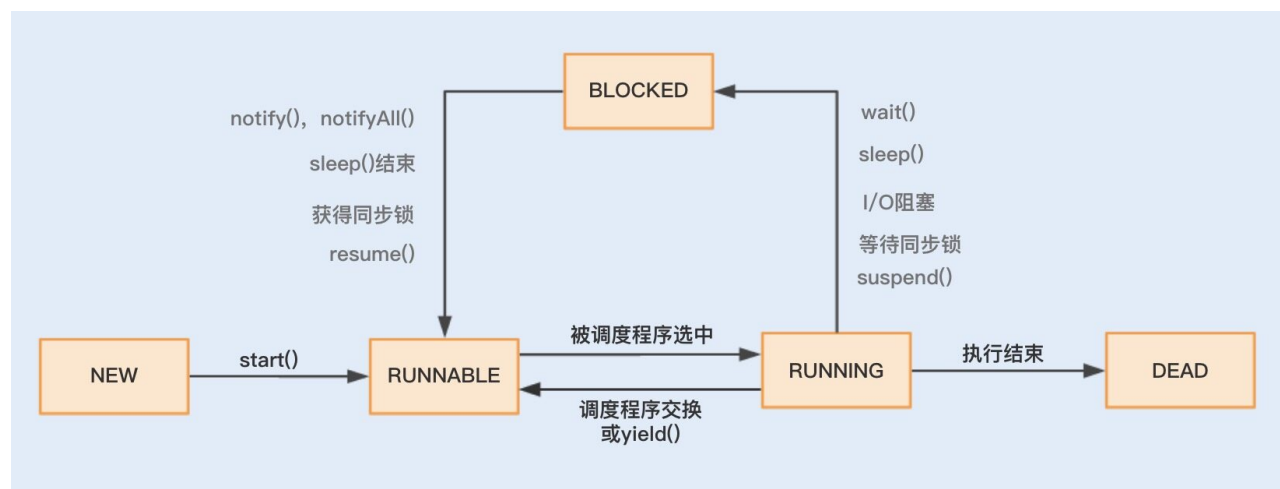 BLOCKED
notify()，notifyAll()
sleep()结束
获得同步锁
resume()
wait()
sleep()
I/O阻塞
等待同步锁
suspend()
NEW
start()
RUNNABLE
被调度程序选中
调度程序交换
或yield()
RUNNING
执行结束
DEAD